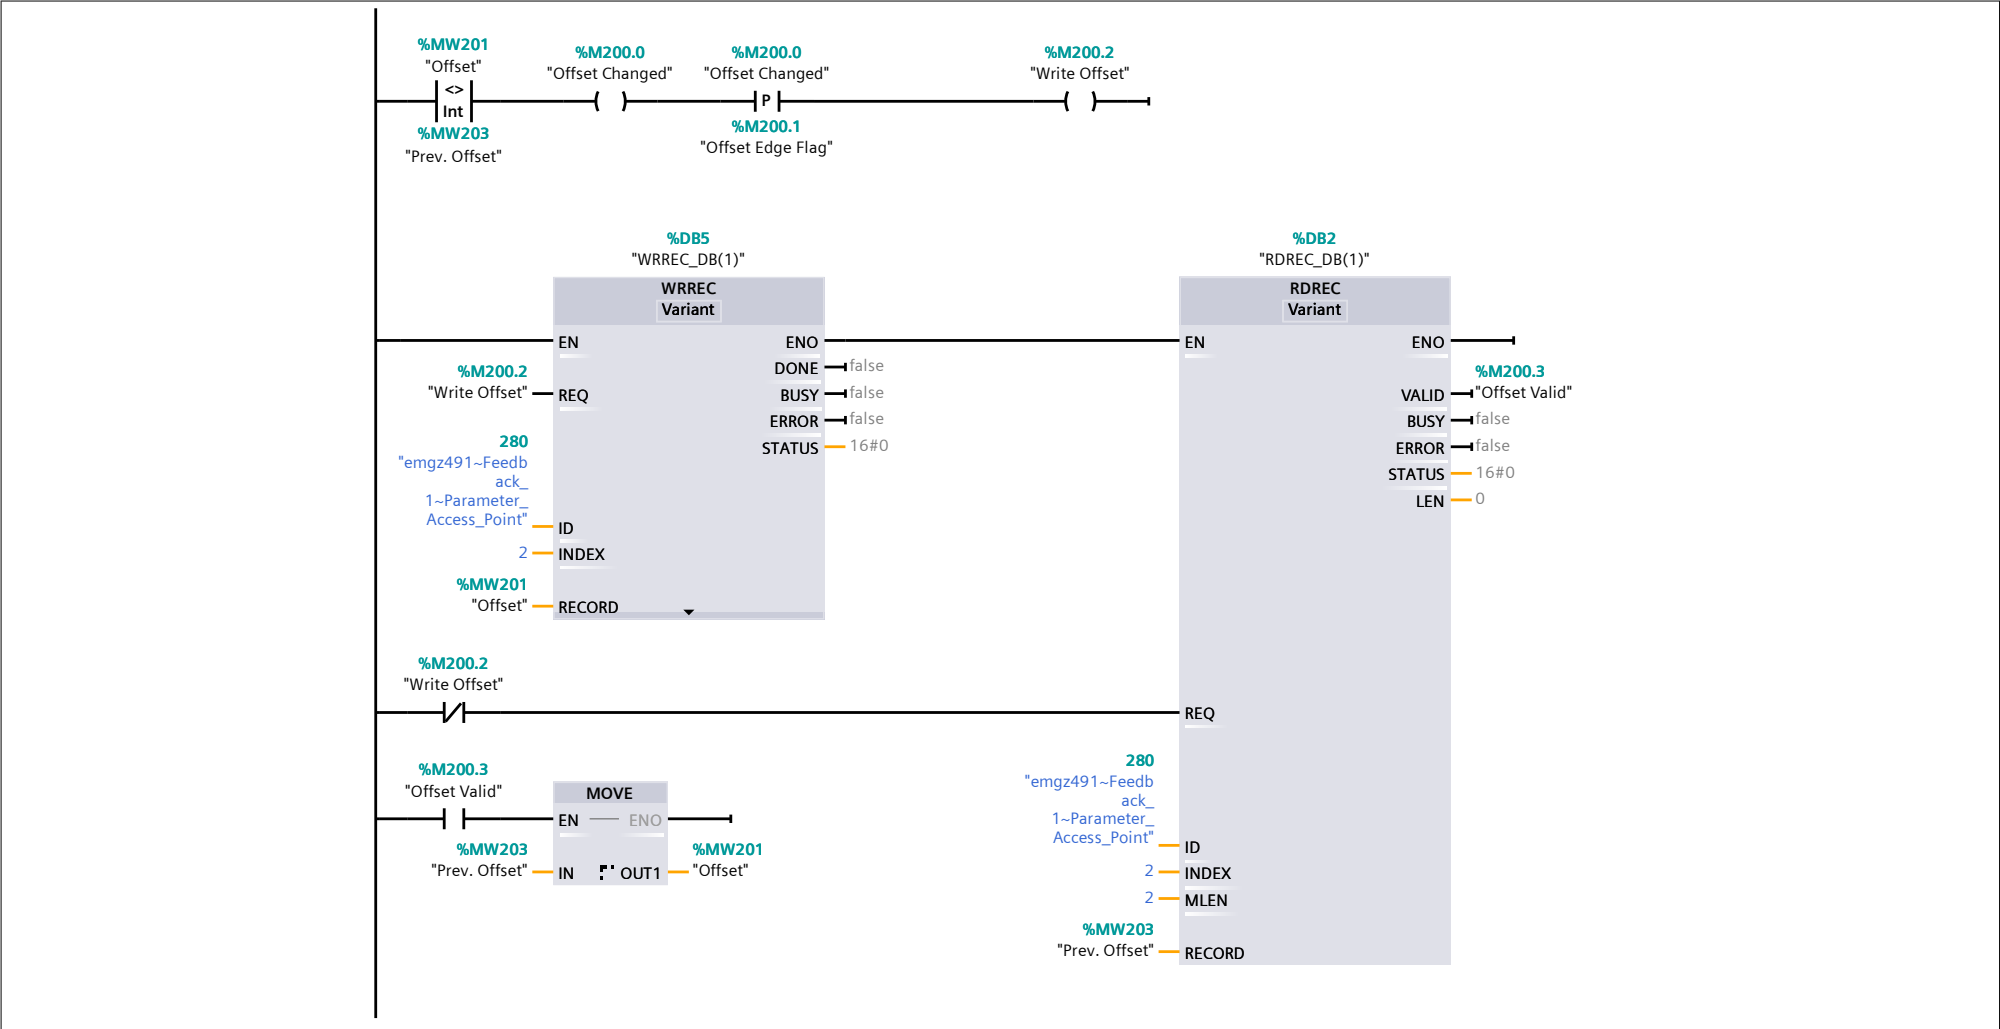 %MW201
"Offset"
<>
Int
%MW203
"Prev. Offset"
%M200.0
"Offset Changed"
( )
%M200.0
"Offset Changed"
P
%M200.1
"Offset Edge Flag"
%M200.2
"Write Offset"
( )
%DB5
"WRREC_DB(1)"
WRREC
Variant
EN
ENO
DONE
false
%M200.2
"Write Offset"
REQ
BUSY
false
ERROR
false
STATUS
16#0
280
"emgz491~Feedb
ack_
1~Parameter_
Access_Point"
ID
2
INDEX
%MW201
"Offset"
RECORD
%DB2
"RDREC_DB(1)"
RDREC
Variant
EN
ENO
%M200.3
"Offset Valid"
VALID
BUSY
false
ERROR
false
STATUS
16#0
LEN
0
%M200.2
"Write Offset"
REQ
280
"emgz491~Feedb
ack_
1~Parameter_
Access_Point"
ID
2
INDEX
2
MLEN
%MW203
"Prev. Offset"
RECORD
%M200.3
"Offset Valid"
MOVE
EN
ENO
%MW203
"Prev. Offset"
IN
OUT1
%MW201
"Offset"